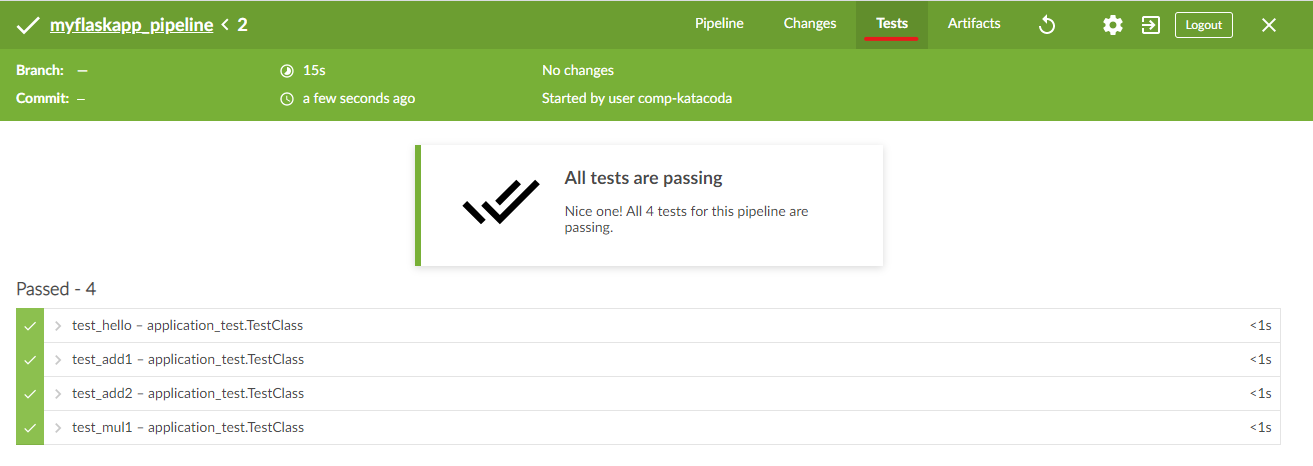 myflaskapp_pipeline < 2
Pipeline
Changes
Tests
Artifacts
Logout
Branch: —
15s
No changes
Commit: —
a few seconds ago
Started by user comp-katacoda
All tests are passing
Nice one! All 4 tests for this pipeline are
passing.
Passed - 4
test_hello – application_test.TestClass
<1s
test_add1 – application_test.TestClass
<1s
test_add2 – application_test.TestClass
<1s
test_mul1 – application_test.TestClass
<1s